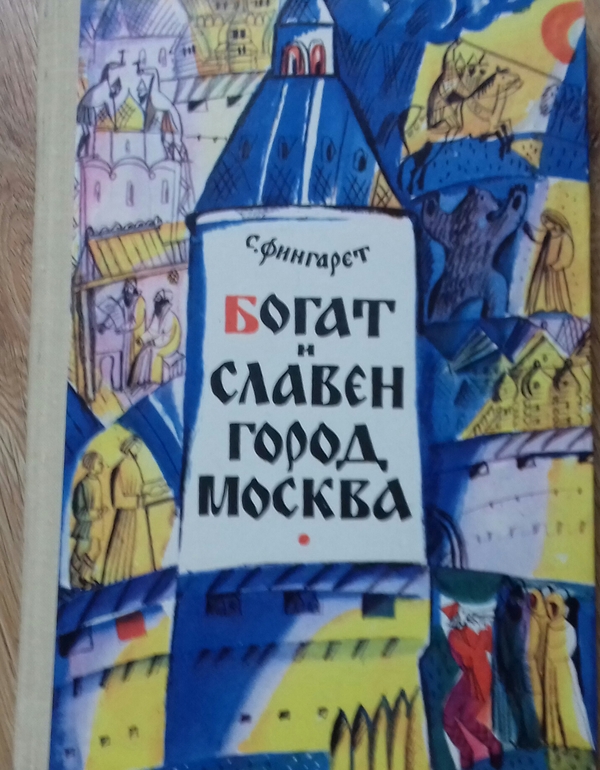 С. Фингарет
Богат
и
славен
город
Москва